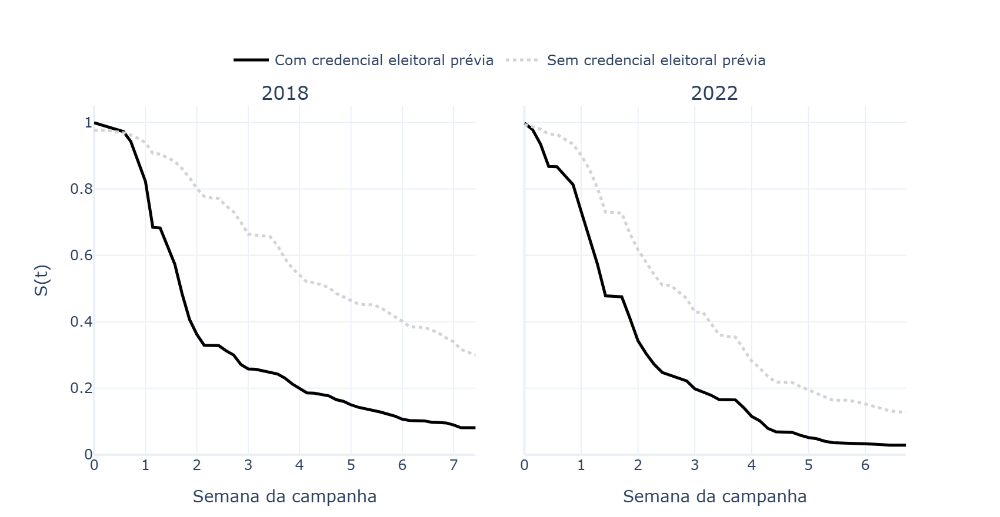 Com credencial eleitoral prévia Sem credencial eleitoral prévia
2018 2022
1
0.8
0.6
0.4
0.2
0
S(t)
0 1 2 3 4 5 6 7 0 1 2 3 4 5 6
Semana da campanha Semana da campanha